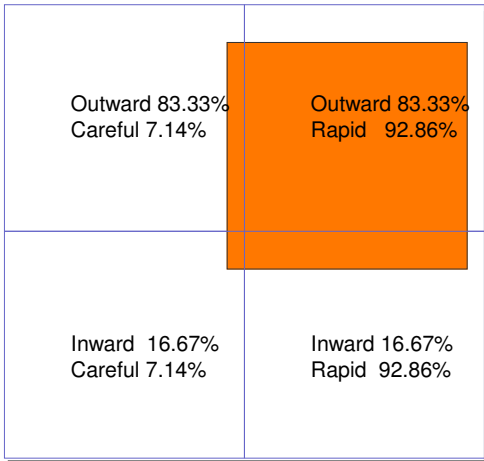 Outward 83.33%
Careful 7.14%
Outward 83.33%
Rapid 92.86%
Inward 16.67%
Careful 7.14%
Inward 16.67%
Rapid 92.86%